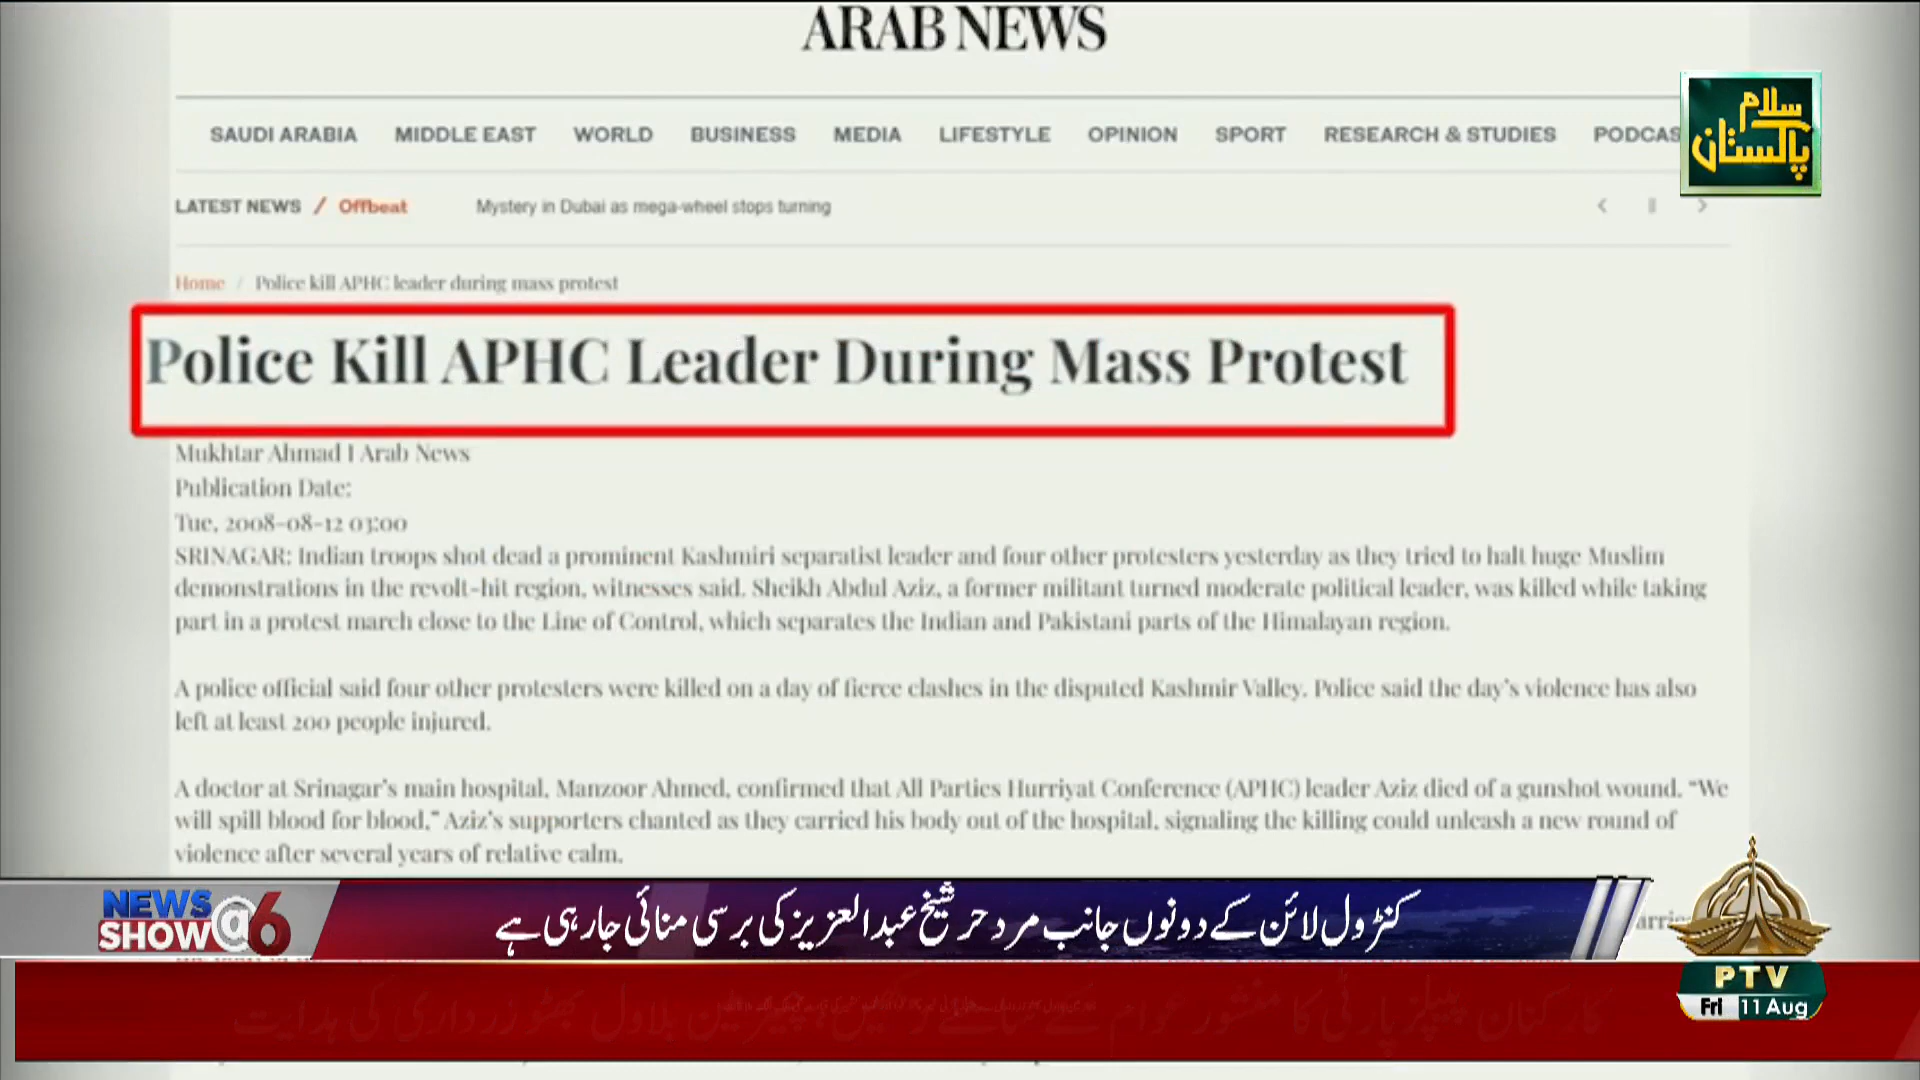 ARAB NEWS
سلام پاکستان
SAUDI ARABIA MIDDLE EAST WORLD BUSINESS MEDIA LIFESTYLE OPINION SPORT RESEARCH & STUDIES PODCAS
LATEST NEWS / Offbeat Mystery in Dubai as mega-wheel stops turning
Home / Police kill APHC leader during mass protest
Police Kill APHC Leader During Mass Protest
Mukhtar Ahmad I Arab News
Publication Date:
Tue, 2008-08-12 03:00
SRINAGAR: Indian troops shot dead a prominent Kashmiri separatist leader and four other protesters yesterday as they tried to halt huge Muslim
demonstrations in the revolt-hit region, witnesses said. Sheikh Abdul Aziz, a former militant turned moderate political leader, was killed while taking
part in a protest march close to the Line of Control, which separates the Indian and Pakistani parts of the Himalayan region.
A police official said four other protesters were killed on a day of fierce clashes in the disputed Kashmir Valley. Police said the day's violence has also
left at least 200 people injured.
A doctor at Srinagar's main hospital, Manzoor Ahmed, confirmed that All Parties Hurriyat Conference (APHC) leader Aziz died of a gunshot wound. "We
will spill blood for blood," Aziz's supporters chanted as they carried his body out of the hospital, signaling the killing could unleash a new round of
violence after several years of relative calm.
NEWS SHOW @6
کنٹرول لائن کے دونوں جانب مرد حر شیخ عبدالعزیز کی برسی منائی جا رہی ہے
PTV
Fri 11 Aug